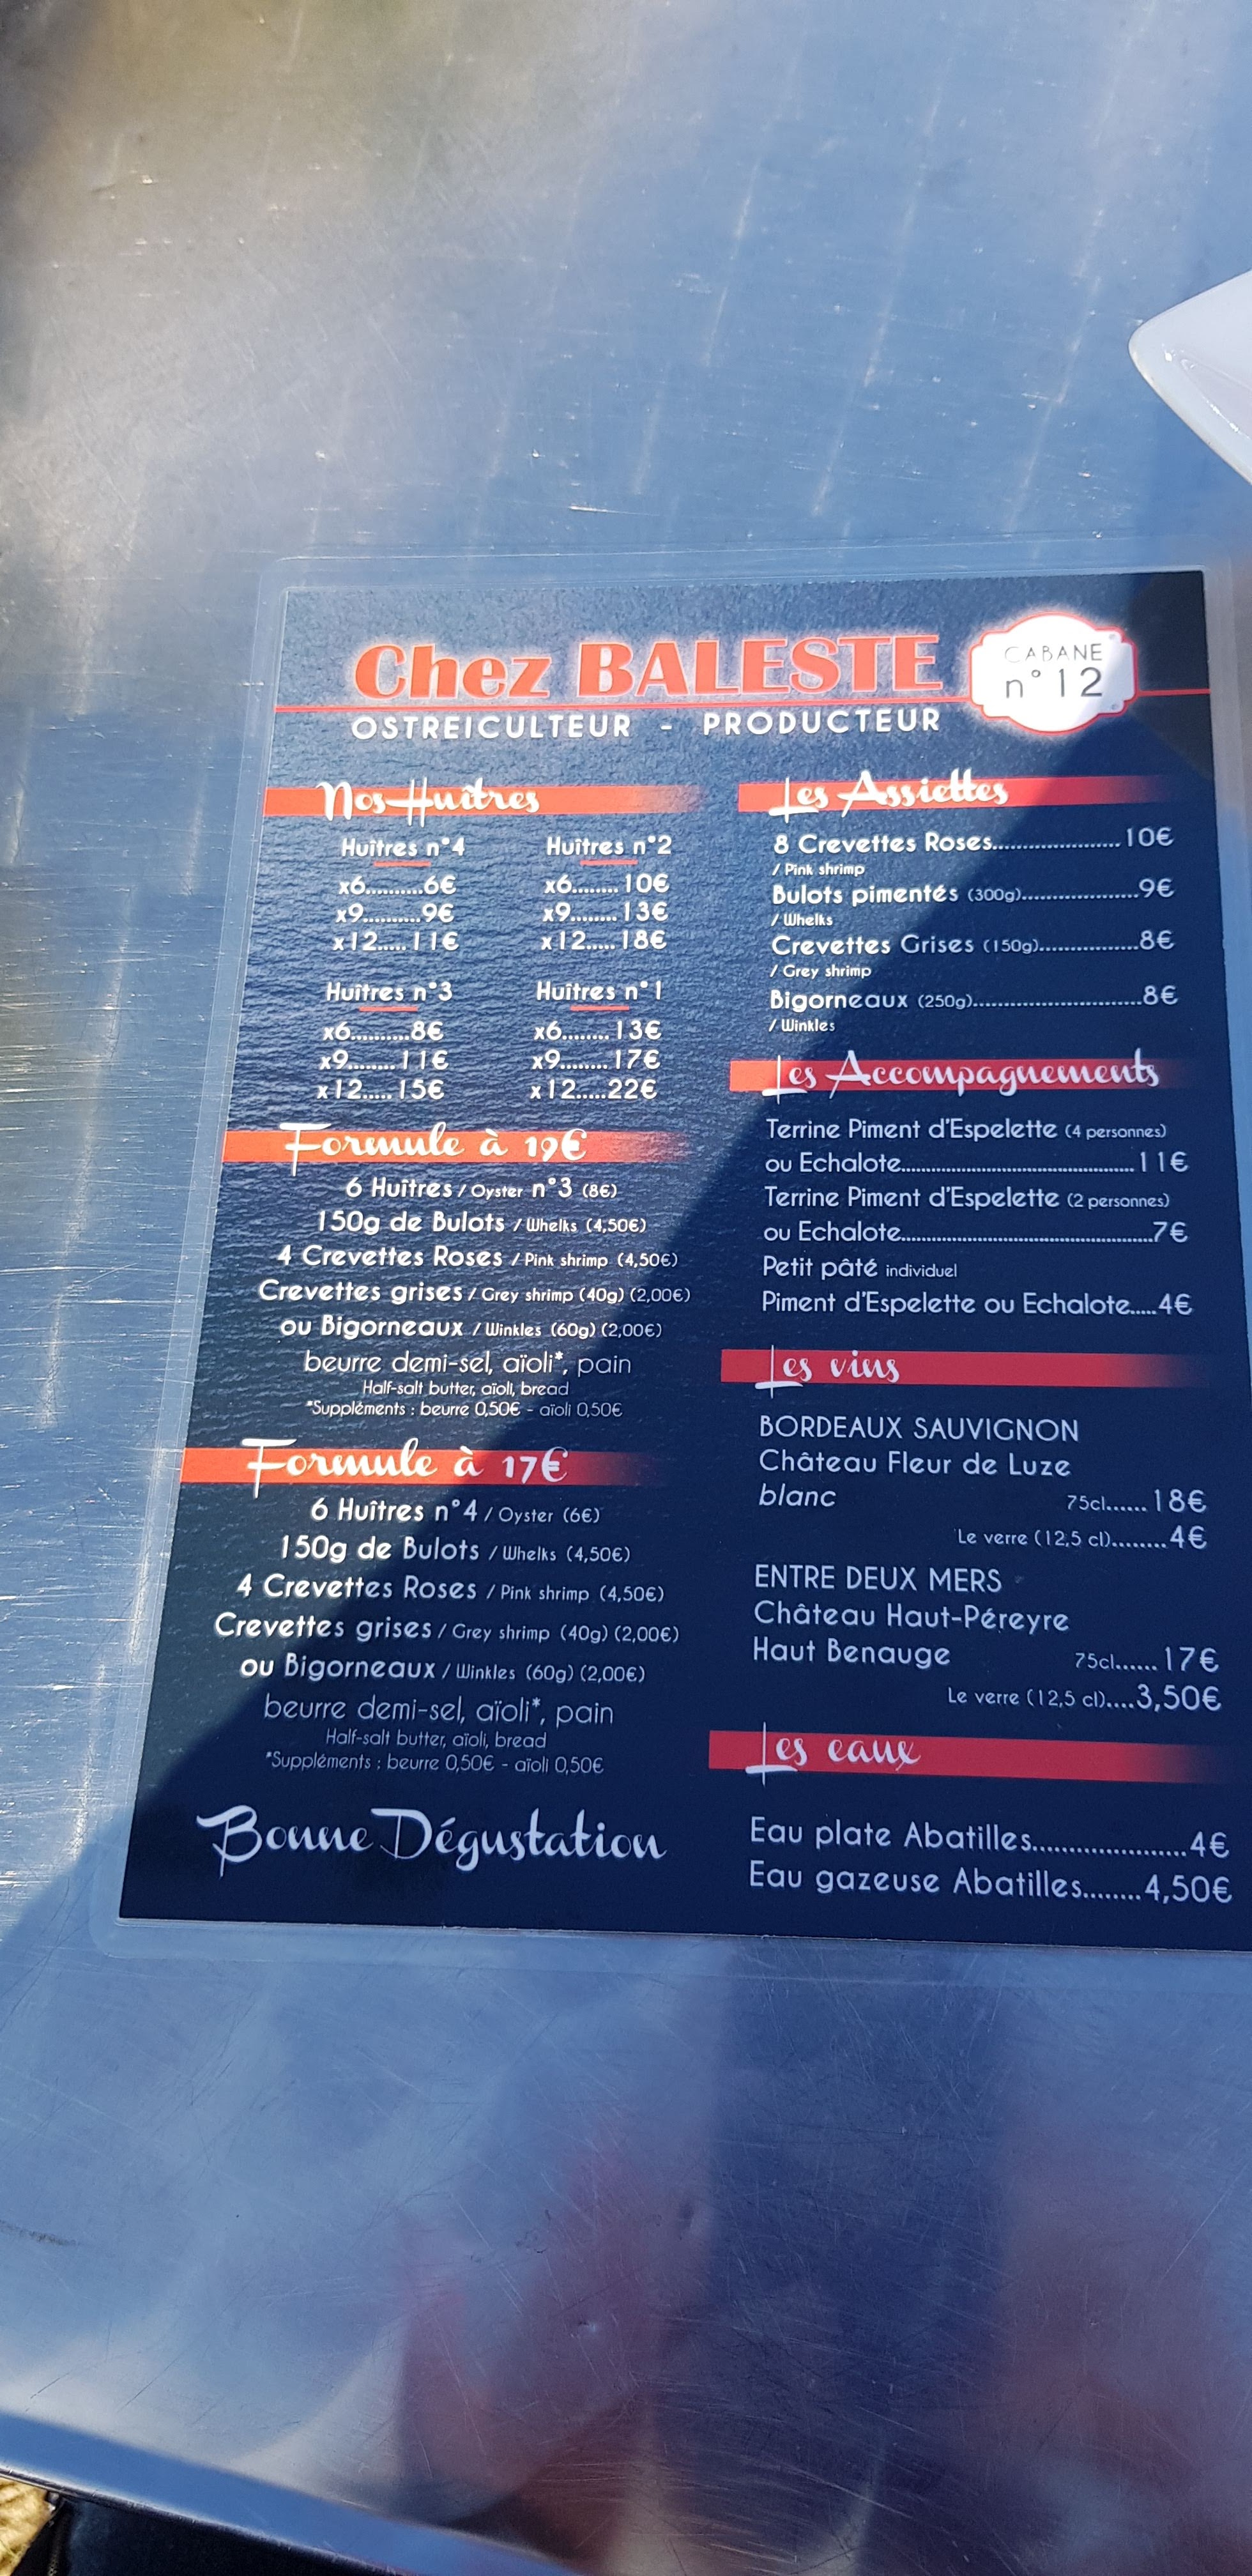 Chez BALESTE
CABANE
n°12
OSTREICULTEUR - PRODUCTEUR
Nos Huîtres
Huîtres n°4
x6..........6€
x9..........9€
x12.....11€
Huîtres n°2
x6........10€
x9........13€
x12.....18€
Huîtres n°3
x6..........8€
x9........11€
x12.....15€
Huîtres n°1
x6........13€
x9........17€
x12.....22€
Formule à 19€
6 Huîtres / Oyster n°3 (8€)
150g de Bulots / Whelks (4,50€)
4 Crevettes Roses / Pink shrimp (4,50€)
Crevettes grises / Grey shrimp (40g) (2,00€)
ou Bigorneaux / Winkles (60g) (2,00€)
beurre demi-sel, aïoli*, pain
Half-salt butter, aïoli, bread
*Suppléments : beurre 0,50€ - aïoli 0,50€
Formule à 17€
6 Huîtres n°4 / Oyster (6€)
150g de Bulots / Whelks (4,50€)
4 Crevettes Roses / Pink shrimp (4,50€)
Crevettes grises / Grey shrimp (40g) (2,00€)
ou Bigorneaux / Winkles (60g) (2,00€)
beurre demi-sel, aïoli*, pain
Half-salt butter, aïoli, bread
*Suppléments : beurre 0,50€ - aïoli 0,50€
Bonne Dégustation
Les Assiettes
8 Crevettes Roses......................10€
/ Pink shrimp
Bulots pimentés (300g)....................9€
/ Whelks
Crevettes Grises (150g).................8€
/ Grey shrimp
Bigorneaux (250g).............................8€
/ Winkles
Les Accompagnements
Terrine Piment d'Espelette (4 personnes)
ou Echalote.............................................11€
Terrine Piment d'Espelette (2 personnes)
ou Echalote.................................................7€
Petit pâté individuel
Piment d'Espelette ou Echalote.....4€
Les vins
BORDEAUX SAUVIGNON
Château Fleur de Luze
blanc 75cl......18€
Le verre (12,5 cl)........4€
ENTRE DEUX MERS
Château Haut-Péreyre
Haut Benauge 75cl......17€
Le verre (12,5 cl)....3,50€
Les eaux
Eau plate Abatilles.....................4€
Eau gazeuse Abatilles........4,50€